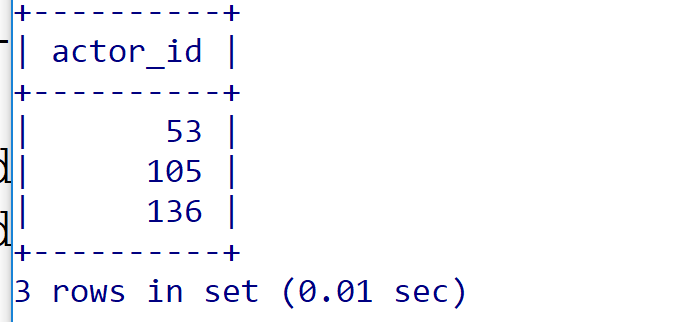 +----------+
| actor_id |
+----------+
|       53 |
|      105 |
|      136 |
+----------+
3 rows in set (0.01 sec)